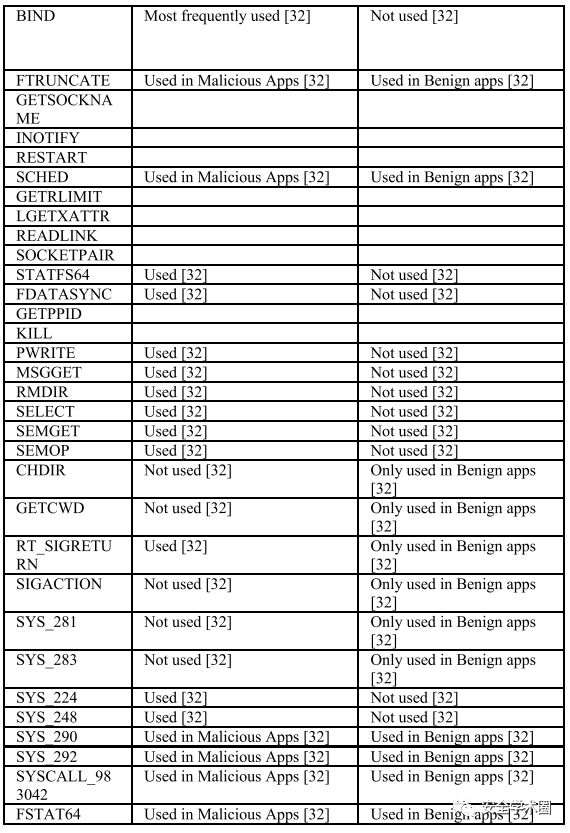 BIND Most frequently used [32] Not used [32]
FTRUNCATE Used in Malicious Apps [32] Used in Benign apps [32]
GETSOCKNA
ME
INOTIFY
RESTART
SCHED Used in Malicious Apps [32] Used in Benign apps [32]
GETRLIMIT
LGETXATTR
READLINK
SOCKETPAIR
STATFS64 Used [32] Not used [32]
FDATASYNC Used [32] Not used [32]
GETPPID
KILL
PWRITE Used [32] Not used [32]
MSGGET Used [32] Not used [32]
RMDIR Used [32] Not used [32]
SELECT Used [32] Not used [32]
SEMGET Used [32] Not used [32]
SEMOP Used [32] Not used [32]
CHDIR Not used [32] Only used in Benign apps
[32]
GETCWD Not used [32] Only used in Benign apps
[32]
RT_SIGRETU Used [32] Only used in Benign apps
RN [32]
SIGACTION Not used [32] Only used in Benign apps
[32]
SYS_281 Not used [32] Only used in Benign apps
[32]
SYS_283 Not used [32] Only used in Benign apps
[32]
SYS_224 Used [32] Not used [32]
SYS_248 Used [32] Not used [32]
SYS_290 Used in Malicious Apps [32] Used in Benign apps [32]
SYS_292 Used in Malicious Apps [32] Used in Benign apps [32]
SYSCALL_98 Used in Malicious Apps [32] Used in Benign apps [32]
3042
FSTAT64 Used in Malicious Apps [32] Used in Benign apps [32]
安全学术圈